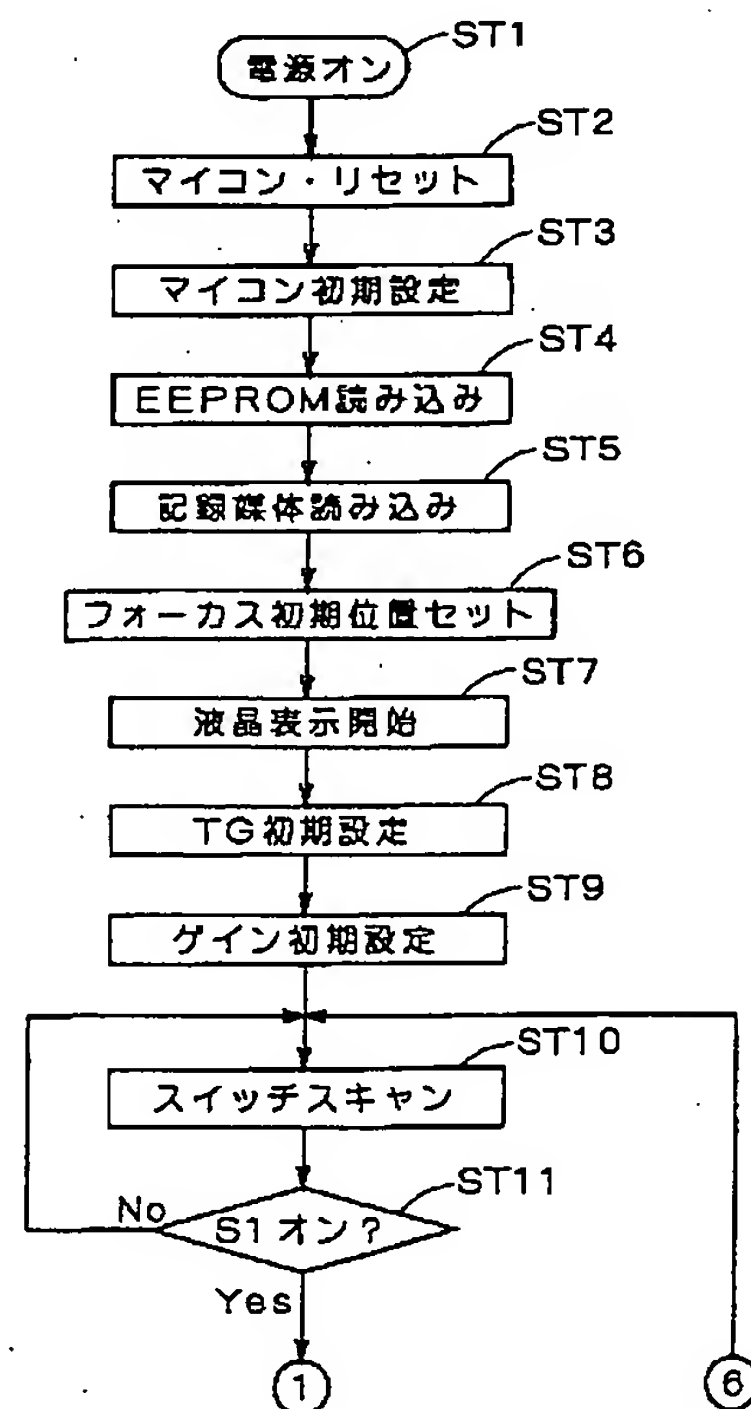 ST1
電源オン
ST2
マイコン・リセット
ST3
マイコン初期設定
ST4
EEPROM読み込み
ST5
記録媒体読み込み
ST6
フォーカス初期位置セット
ST7
液晶表示開始
ST8
TG初期設定
ST9
ゲイン初期設定
ST10
スイッチスキャン
ST11
No
S1オン?
Yes
1
6